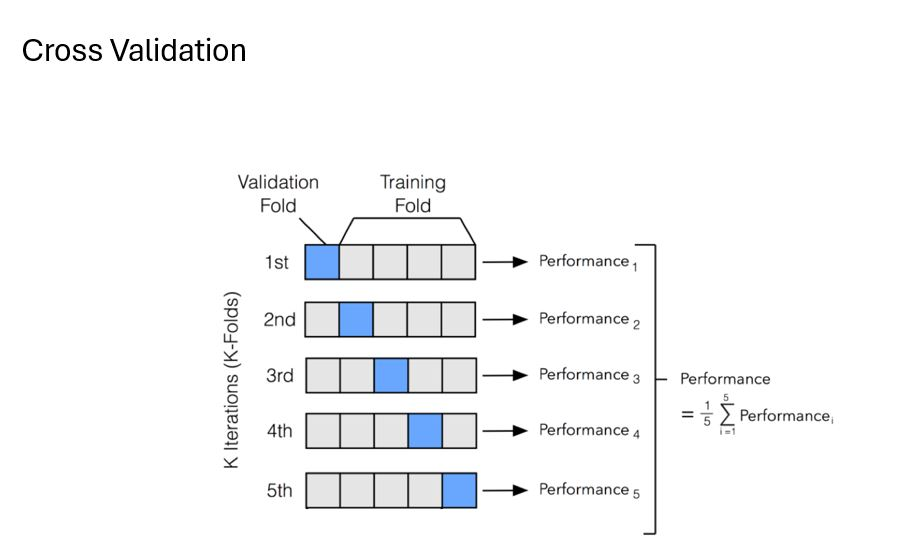 Cross Validation
Validation
Fold
Training
Fold
K Iterations (K-Folds)
1st
Performance 1
2nd
Performance 2
3rd
Performance 3
4th
Performance 4
5th
Performance 5
Performance
= 1/5 5 ∑ i=1 Performance i